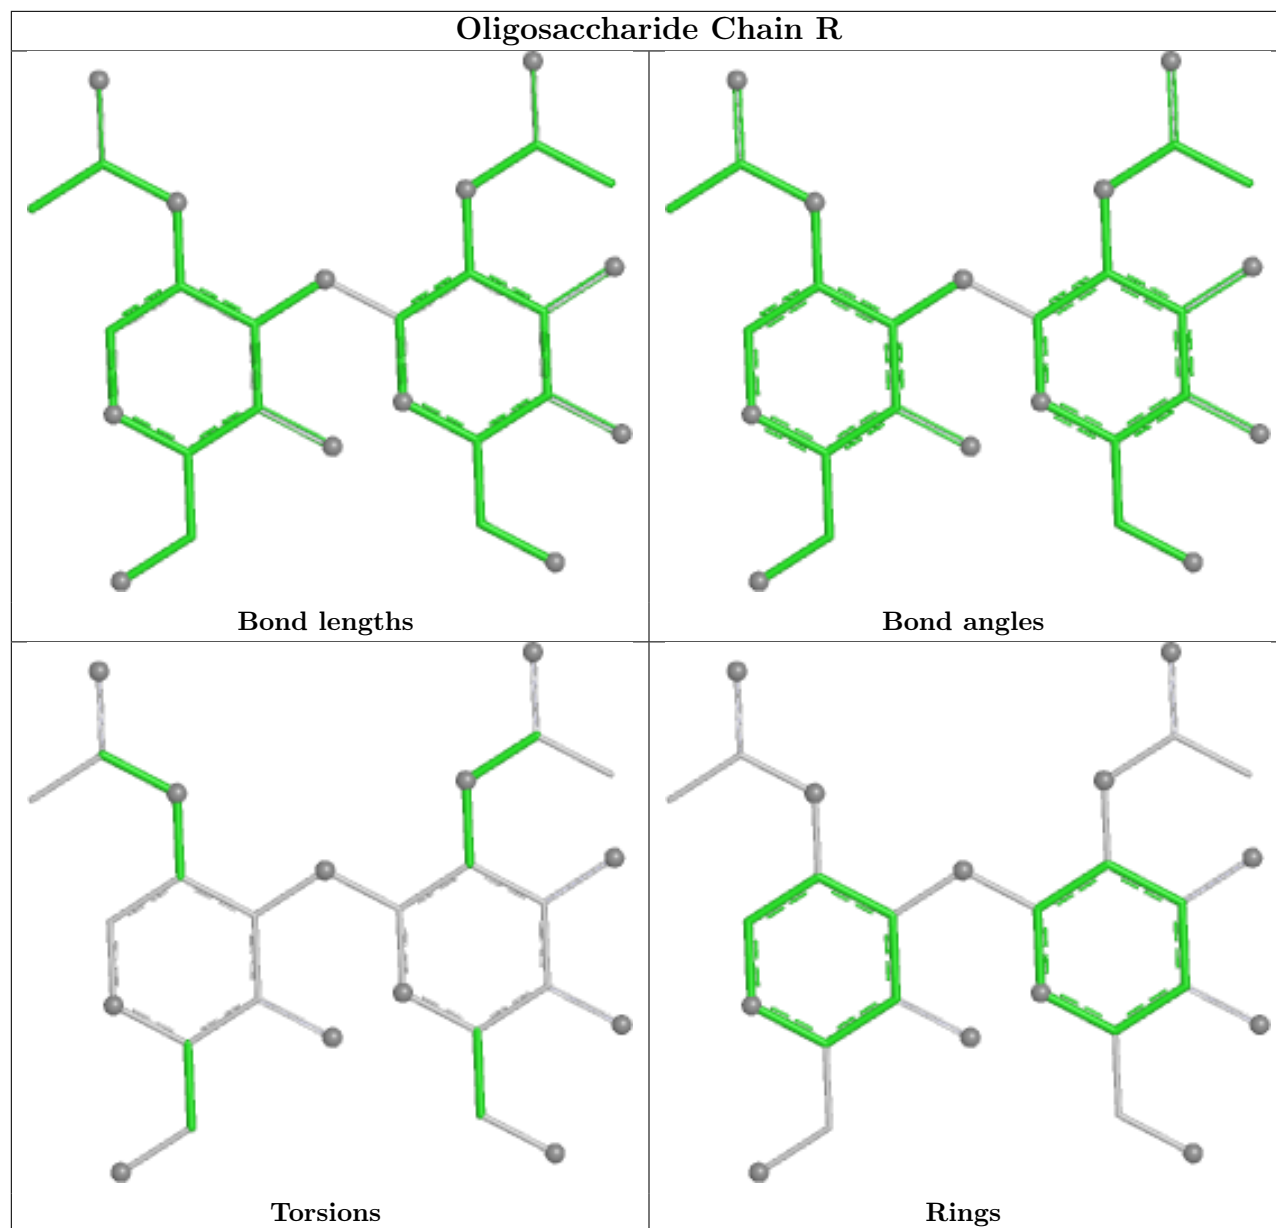 Oligosaccharide Chain R
Bond lengths
Bond angles
Torsions
Rings